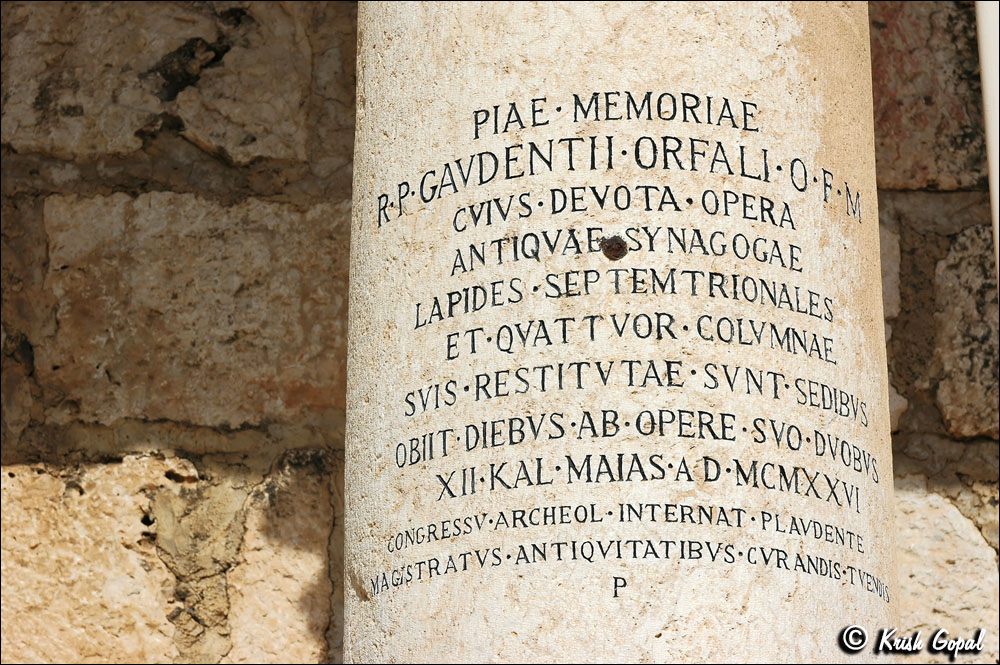 PIAE·MEMORIAE
R·P·GAVDENTII·ORFALI·O·F·M
CVIVS·DEVOTA·OPERA
ANTIQVAE SYNAGOGAE
LAPIDES·SEPTEMTRIONALES
ET·QVATTVOR·COLVMNAE
SVIS·RESTITVTAE·SVNT·SEDIBVS
OBIIT·DIEBVS·AB·OPERE·SVO·DVOBVS
XII·KAL·MAIAS·A D·MCMXXVI
CONGRESSV·ARCHEOL·INTERNAT·PLAVDENTE
MAGISTRATVS·ANTIQVITATIBVS·CVRANDIS·TVENDIS
P
© Krish Gopal